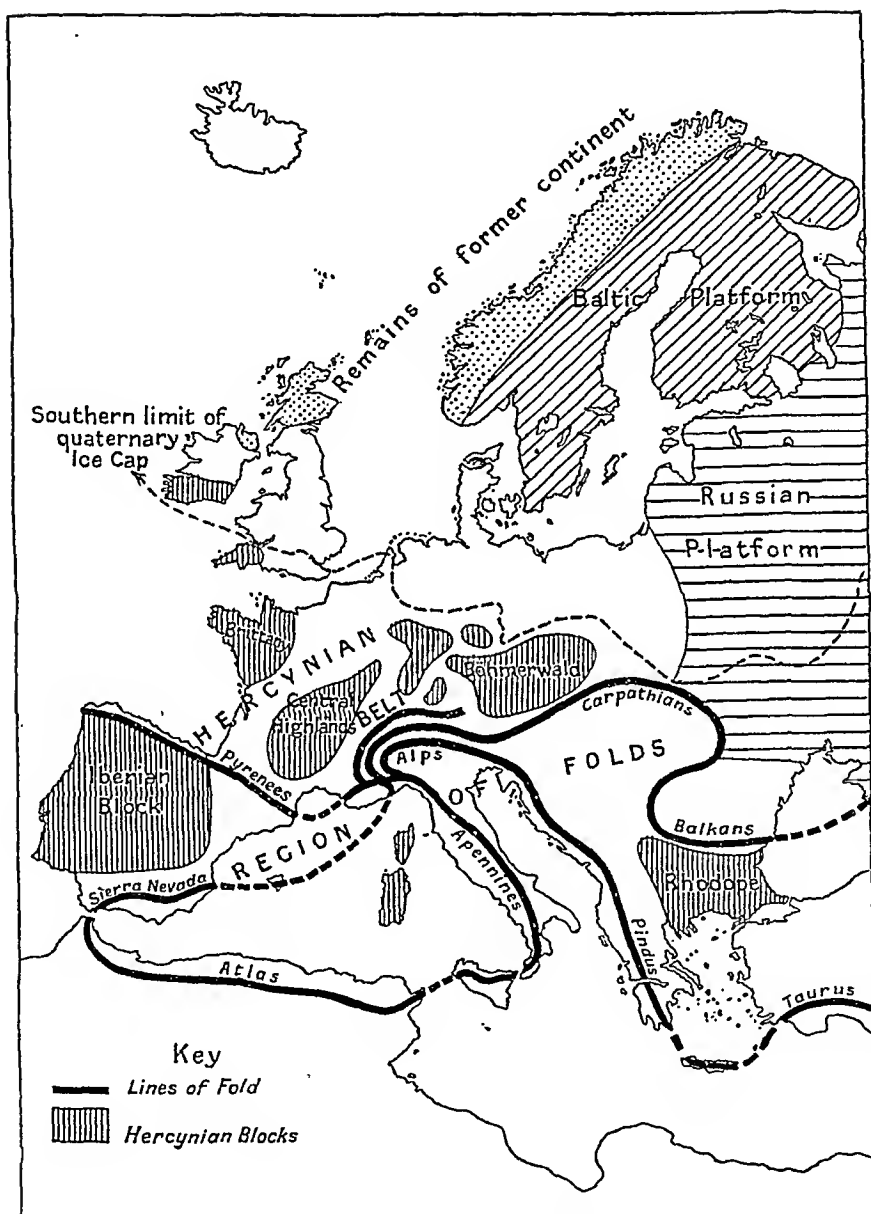 Remains of former continent
Baltic Platform
Southern limit of
quaternary
Ice Cap
Russian
Platform
Brittany
HERCYNIAN
BELT
Böhmerwald
Central
Highlands
Carpathians
Pyrenees
Alps
FOLDS
Iberian
Block
OF
REGION
Balkans
Apennines
Sierra Nevada
Rhodope
Pindus
Atlas
Taurus
Key
Lines of Fold
Hercynian Blocks